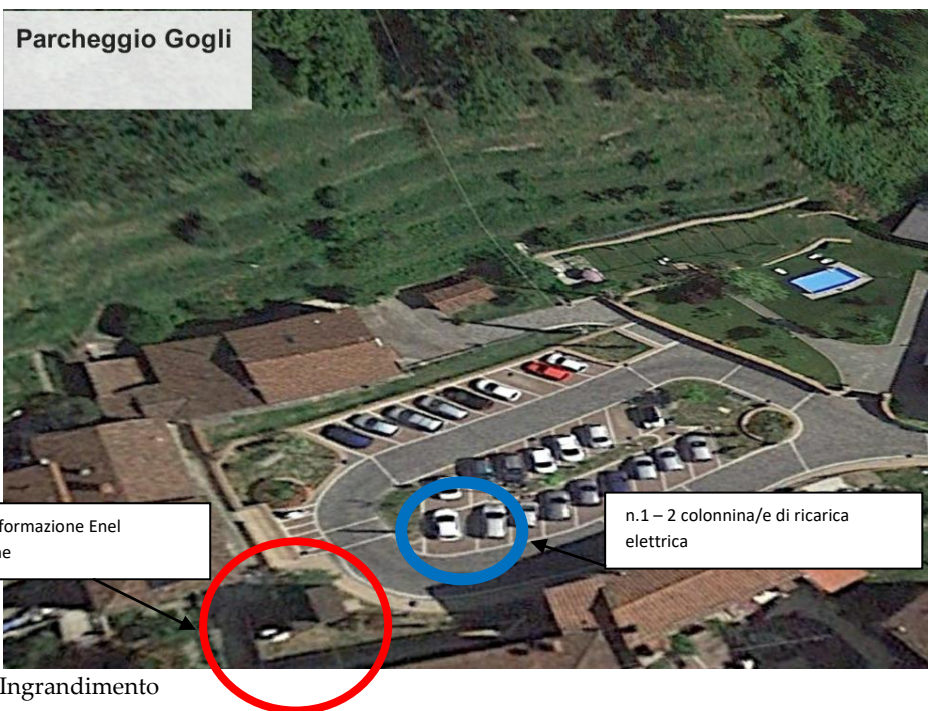 Parcheggio Gogli
formazione Enel
ne
n.1 – 2 colonnina/e di ricarica
elettrica
Ingrandimento